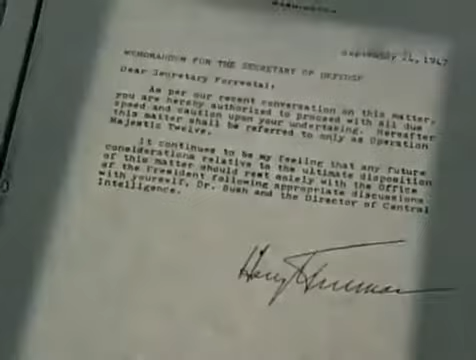 September 24, 1947
MEMORANDUM FOR THE SECRETARY OF DEFENSE
Dear Secretary Forrestal:
As per our recent conversation on this matter,
you are hereby authorized to proceed with all due
speed and caution upon your undertaking. Hereafter
this matter shall be referred to only as Operation
Majestic Twelve.
It continues to be my feeling that any future
considerations relative to the ultimate disposition
of this matter should rest solely with the Office
of the President following appropriate discussions
with yourself, Dr. Bush and the Director of Central
Intelligence.
Harry Truman